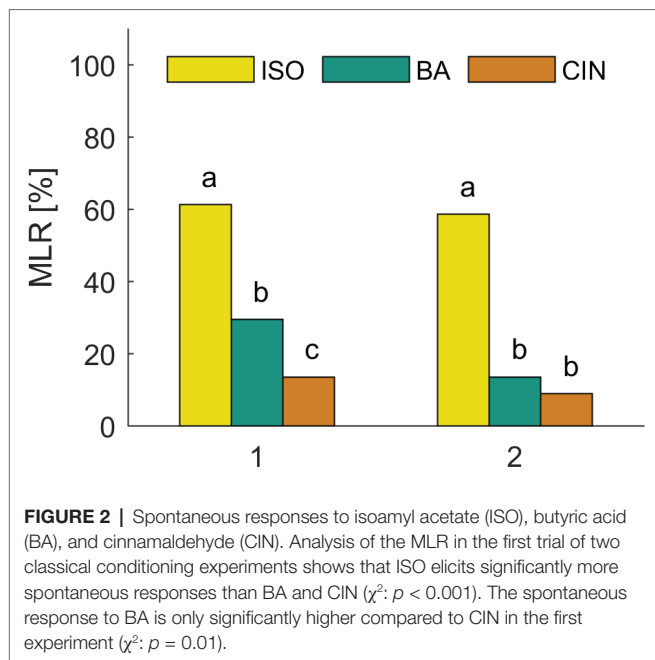 ISO BA CIN
MLR [%]
100
80
60
40
20
0
a
b
c
a
b
b
1
2
FIGURE 2 | Spontaneous responses to isoamyl acetate (ISO), butyric acid
(BA), and cinnamaldehyde (CIN). Analysis of the MLR in the first trial of two
classical conditioning experiments shows that ISO elicits significantly more
spontaneous responses than BA and CIN (χ²: p < 0.001). The spontaneous
response to BA is only significantly higher compared to CIN in the first
experiment (χ²: p = 0.01).